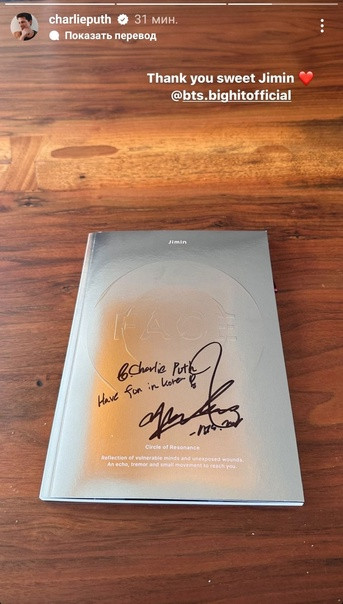 charlieputh 31 мин.
Показать перевод
Thank you sweet Jimin ❤️
@bts.bighitofficial
Jimin
FACE
Charlie Puth
Have fun in Korea!
Circle of Resonance
Reflection of vulnerable minds and unexposed wounds
An echo, tremor and small movement to reach you